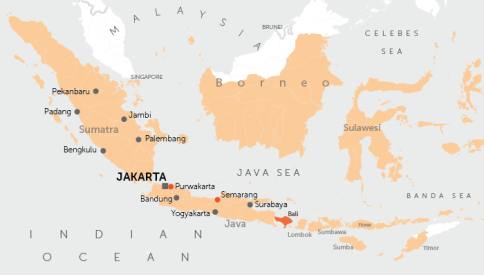 MALAYSIA
BRUNEI
CELEBES
SEA
SINGAPORE
Borneo
Pekanbaru
Padang
Jambi
Sumatra
Palembang
Sulawesi
Bengkulu
JAKARTA
JAVA SEA
Purwakarta
Bandung
Semarang
Surabaya
BANDA SEA
Yogyakarta
Java
Bali
Lombok
Sumbawa
Flores
Sumba
Timor
INDIAN
OCEAN